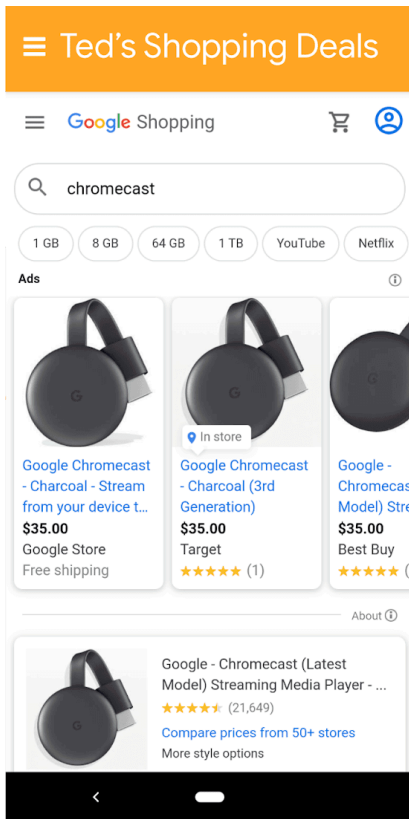 Ted's Shopping Deals
Google Shopping
chromecast
1 GB
8 GB
64 GB
1 TB
YouTube
Netflix
Ads
G
G
In store
G
Google Chromecast
- Charcoal - Stream
from your device t...
$35.00
Google Store
Free shipping
Google Chromecast
- Charcoal (3rd
Generation)
$35.00
Target
(1)
Google -
Chromecas
Model) Stre
$35.00
Best Buy
(
About
G
Google - Chromecast (Latest
Model) Streaming Media Player - ...
(21,649)
Compare prices from 50+ stores
More style options